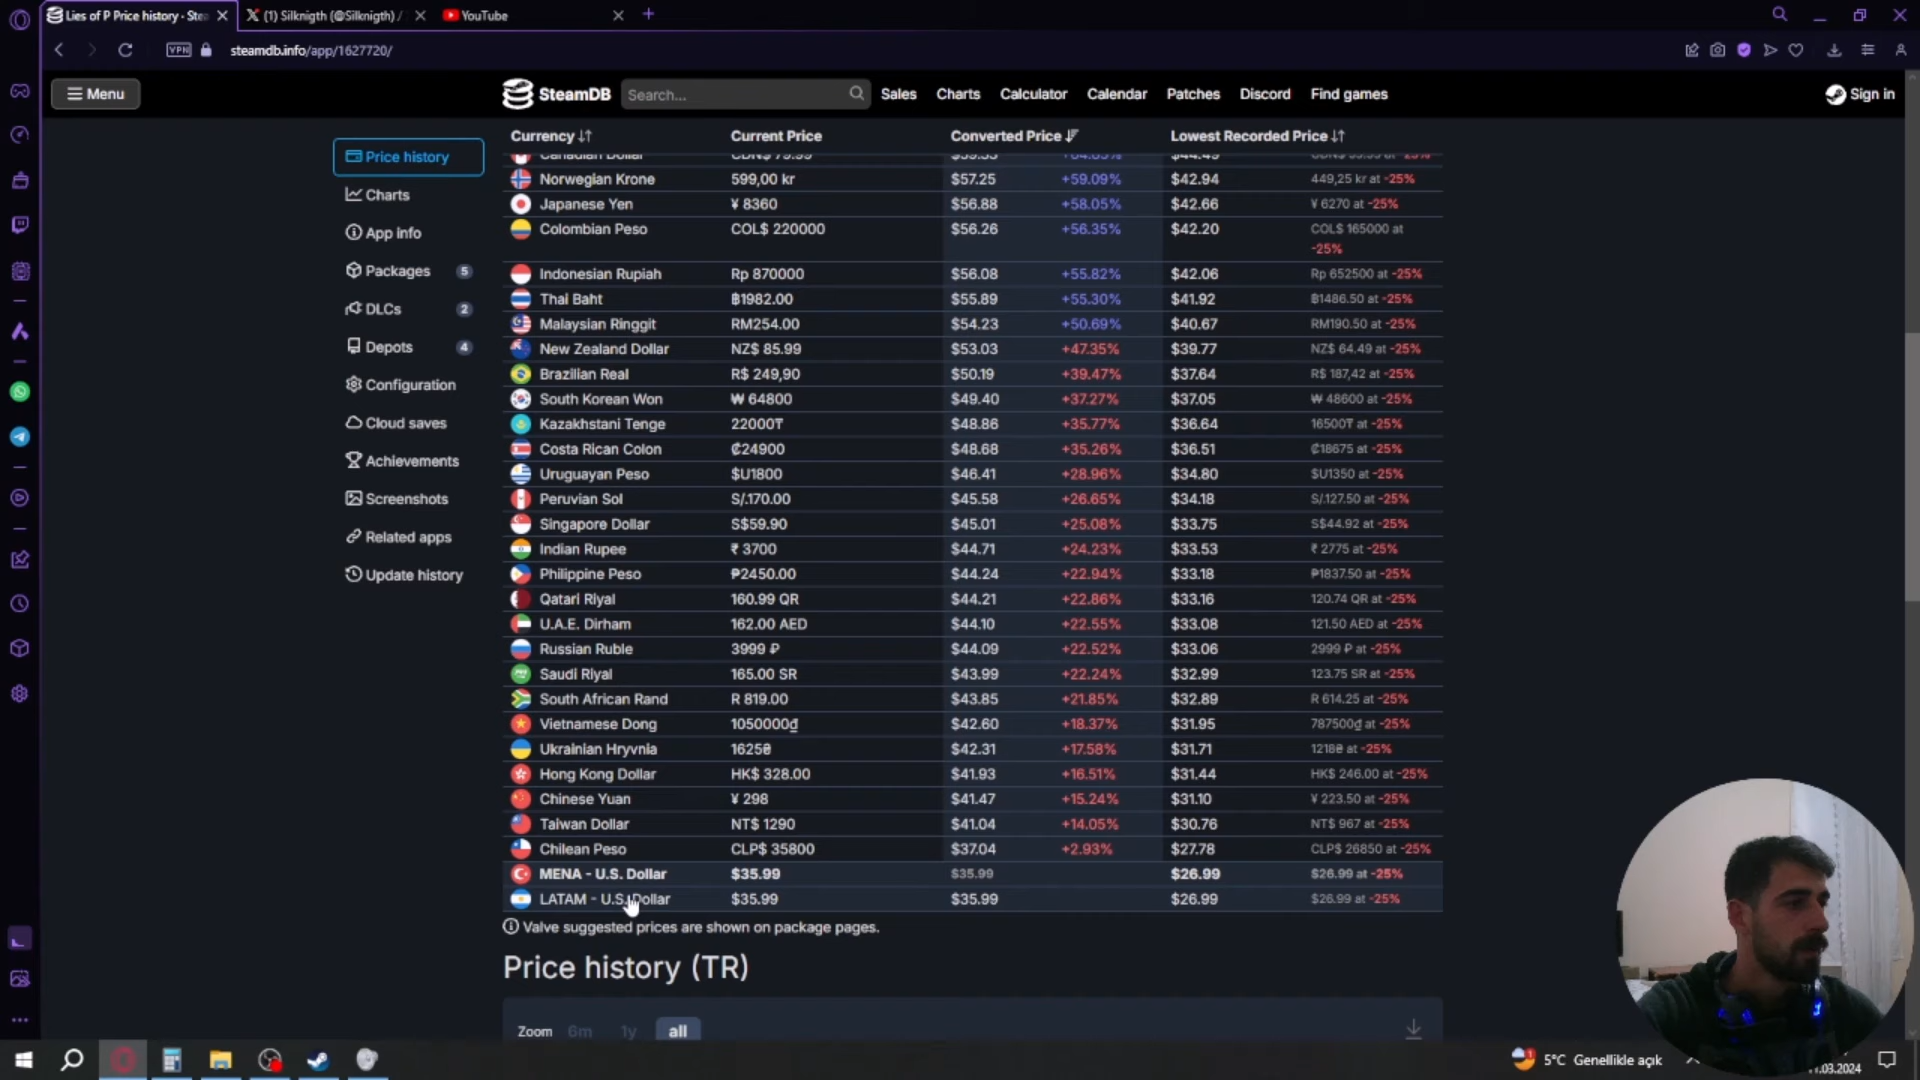 Lies of P Price history · Ste
(1) Silknigth (@Silknigth) /
YouTube
VPN
steamdb.info/app/1627720/
Menu
SteamDB
Search...
Sales
Charts
Calculator
Calendar
Patches
Discord
Find games
Sign in
Price history
Charts
App info
Packages 5
DLCs 2
Depots 4
Configuration
Cloud saves
Achievements
Screenshots
Related apps
Update history
Currency Current Price Converted Price Lowest Recorded Price
Canadian Dollar CDN$ 79.99
Norwegian Krone 599,00 kr $57.25 +59.09% $42.94 449,25 kr at -25%
Japanese Yen ¥ 8360 $56.88 +58.05% $42.66 ¥ 6270 at -25%
Colombian Peso COL$ 220000 $56.26 +56.35% $42.20 COL$ 165000 at
-25%
Indonesian Rupiah Rp 870000 $56.08 +55.82% $42.06 Rp 652500 at -25%
Thai Baht ฿1982.00 $55.89 +55.30% $41.92 ฿1486.50 at -25%
Malaysian Ringgit RM254.00 $54.23 +50.69% $40.67 RM190.50 at -25%
New Zealand Dollar NZ$ 85.99 $53.03 +47.35% $39.77 NZ$ 64.49 at -25%
Brazilian Real R$ 249,90 $50.19 +39.47% $37.64 R$ 187,42 at -25%
South Korean Won ₩ 64800 $49.40 +37.27% $37.05 ₩ 48600 at -25%
Kazakhstani Tenge 22000₸ $48.86 +35.77% $36.64 16500₸ at -25%
Costa Rican Colon ₡24900 $48.68 +35.26% $36.51 ₡18675 at -25%
Uruguayan Peso $U1800 $46.41 +28.96% $34.80 $U1350 at -25%
Peruvian Sol S/.170.00 $45.58 +26.65% $34.18 S/.127.50 at -25%
Singapore Dollar S$59.90 $45.01 +25.08% $33.75 S$44.92 at -25%
Indian Rupee ₹ 3700 $44.71 +24.23% $33.53 ₹ 2775 at -25%
Philippine Peso ₱2450.00 $44.24 +22.94% $33.18 ₱1837.50 at -25%
Qatari Riyal 160.99 QR $44.21 +22.86% $33.16 120.74 QR at -25%
U.A.E. Dirham 162.00 AED $44.10 +22.55% $33.08 121.50 AED at -25%
Russian Ruble 3999 ₽ $44.09 +22.52% $33.06 2999 ₽ at -25%
Saudi Riyal 165.00 SR $43.99 +22.24% $32.99 123.75 SR at -25%
South African Rand R 819.00 $43.85 +21.85% $32.89 R 614.25 at -25%
Vietnamese Dong 1050000₫ $42.60 +18.37% $31.95 787500₫ at -25%
Ukrainian Hryvnia 1625₴ $42.31 +17.58% $31.71 1218₴ at -25%
Hong Kong Dollar HK$ 328.00 $41.93 +16.51% $31.44 HK$ 246.00 at -25%
Chinese Yuan ¥ 298 $41.47 +15.24% $31.10 ¥ 223.50 at -25%
Taiwan Dollar NT$ 1290 $41.04 +14.05% $30.76 NT$ 967 at -25%
Chilean Peso CLP$ 35800 $37.04 +2.93% $27.78 CLP$ 26850 at -25%
MENA - U.S. Dollar $35.99 $35.99 $26.99 $26.99 at -25%
LATAM - U.S. Dollar $35.99 $35.99 $26.99 $26.99 at -25%
Valve suggested prices are shown on package pages.
Price history (TR)
Zoom 6m 1y all
5°C Genellikle açık
11.03.2024